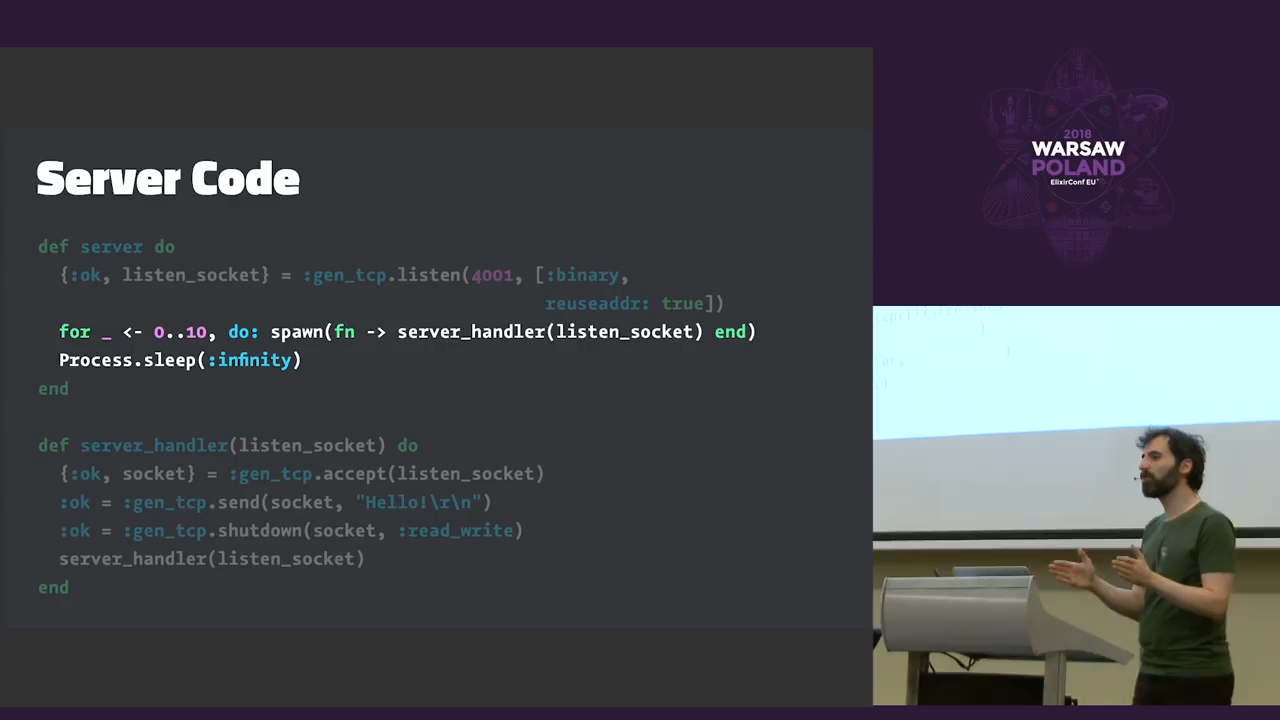 Server Code
def server do
{:ok, listen_socket} = :gen_tcp.listen(4001, [:binary,
reuseaddr: true])
for _ <- 0..10, do: spawn(fn -> server_handler(listen_socket) end)
Process.sleep(:infinity)
end
def server_handler(listen_socket) do
{:ok, socket} = :gen_tcp.accept(listen_socket)
:ok = :gen_tcp.send(socket, "Hello!\r\n")
:ok = :gen_tcp.shutdown(socket, :read_write)
server_handler(listen_socket)
end
2018
WARSAW
POLAND
ElixirConf EU